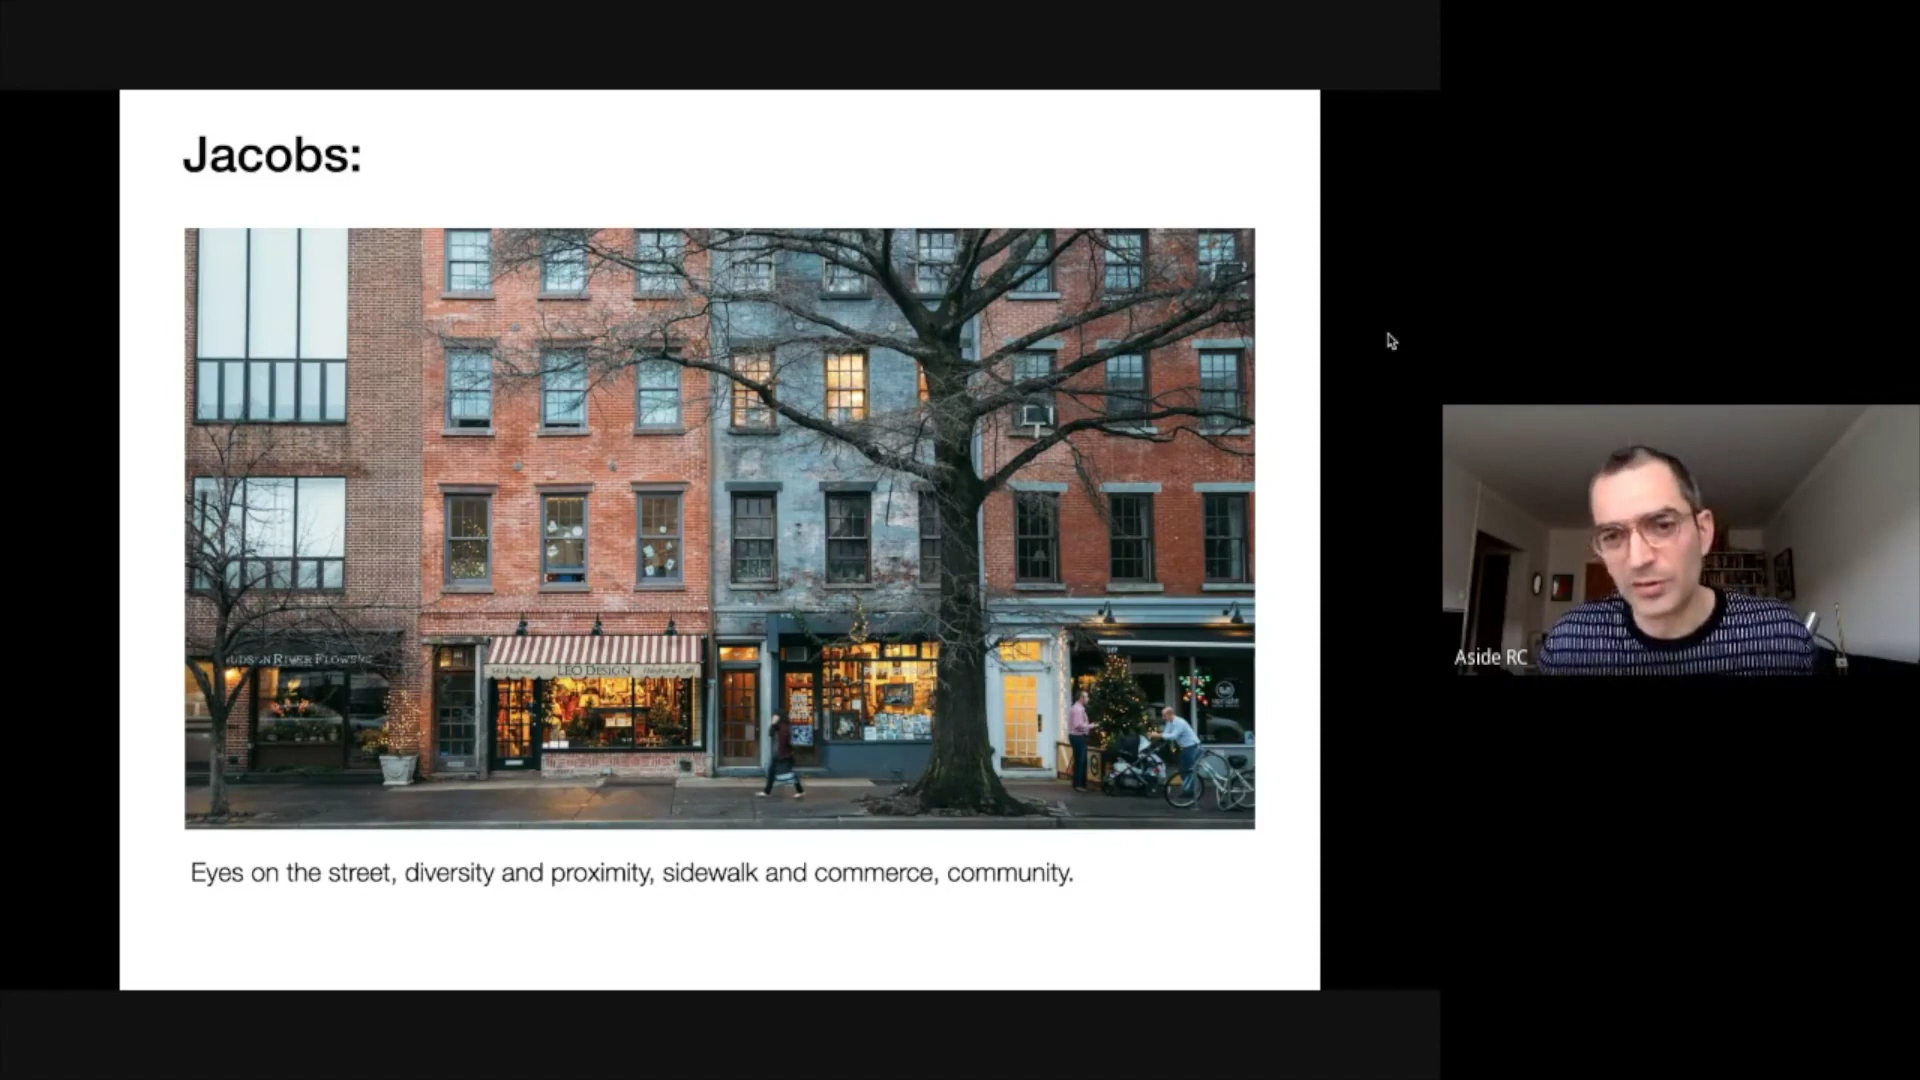 Jacobs:
HUDSON RIVER FLOWERS
LEO DESIGN
Eyes on the street, diversity and proximity, sidewalk and commerce, community.
Aside RC